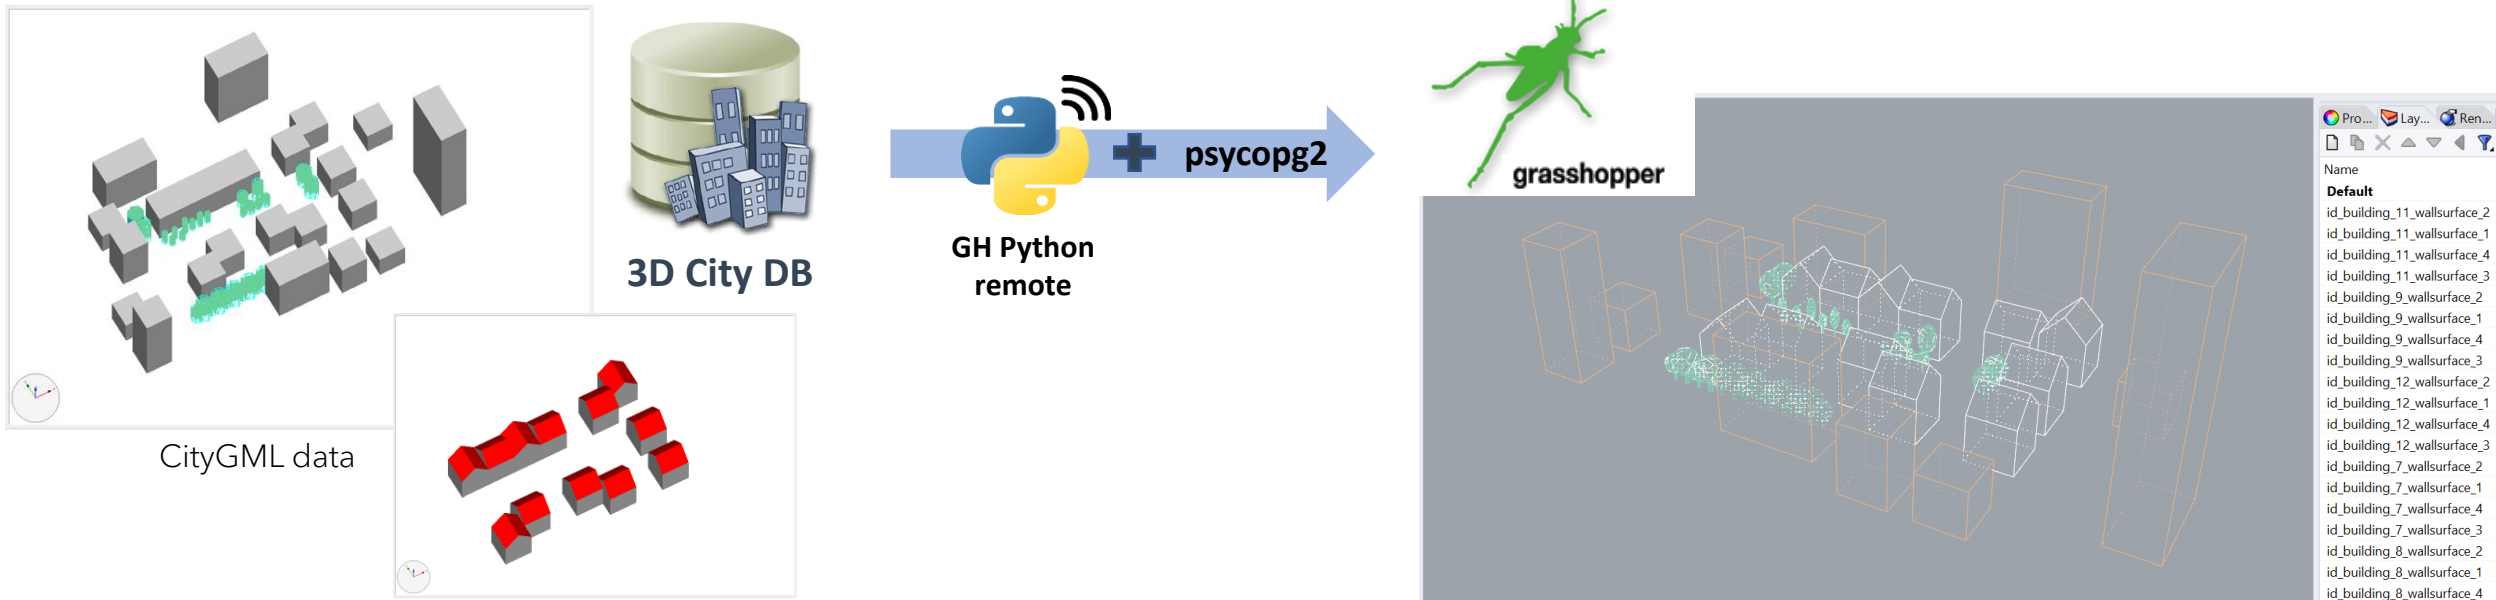 CityGML data
3D City DB
GH Python
remote
psycopg2
grasshopper
Pro...
Lay...
Ren...
Name
Default
id_building_11_wallsurface_2
id_building_11_wallsurface_1
id_building_11_wallsurface_4
id_building_11_wallsurface_3
id_building_9_wallsurface_2
id_building_9_wallsurface_1
id_building_9_wallsurface_4
id_building_9_wallsurface_3
id_building_12_wallsurface_2
id_building_12_wallsurface_1
id_building_12_wallsurface_4
id_building_12_wallsurface_3
id_building_7_wallsurface_2
id_building_7_wallsurface_1
id_building_7_wallsurface_4
id_building_7_wallsurface_3
id_building_8_wallsurface_2
id_building_8_wallsurface_1
id_building_8_wallsurface_4